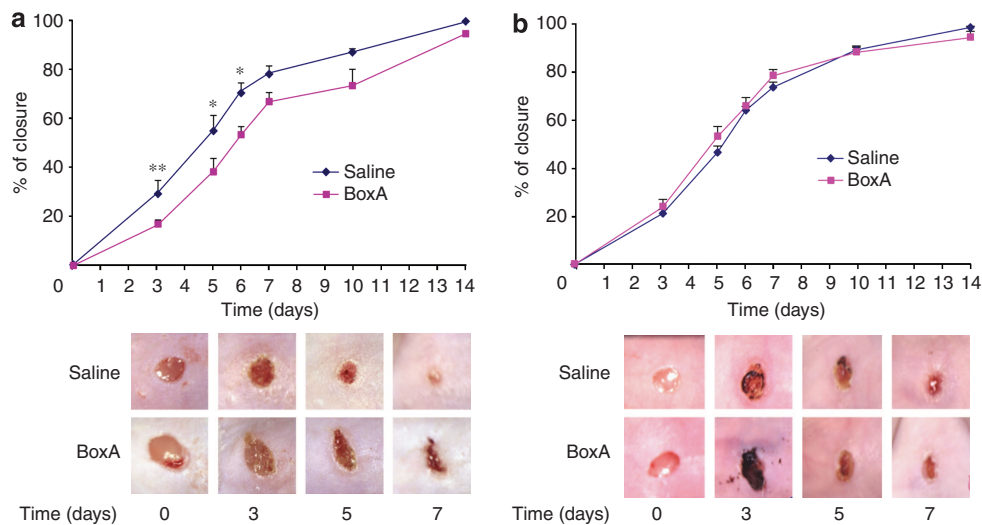 a
% of closure
100
80
60
40
20
**
*
*
Saline
BoxA
0 1 2 3 4 5 6 7 8 9 10 11 12 13 14
Time (days)
Saline
BoxA
Time (days) 0 3 5 7
b
% of closure
100
80
60
40
20
Saline
BoxA
0 1 2 3 4 5 6 7 8 9 10 11 12 13 14
Time (days)
Saline
BoxA
Time (days) 0 3 5 7